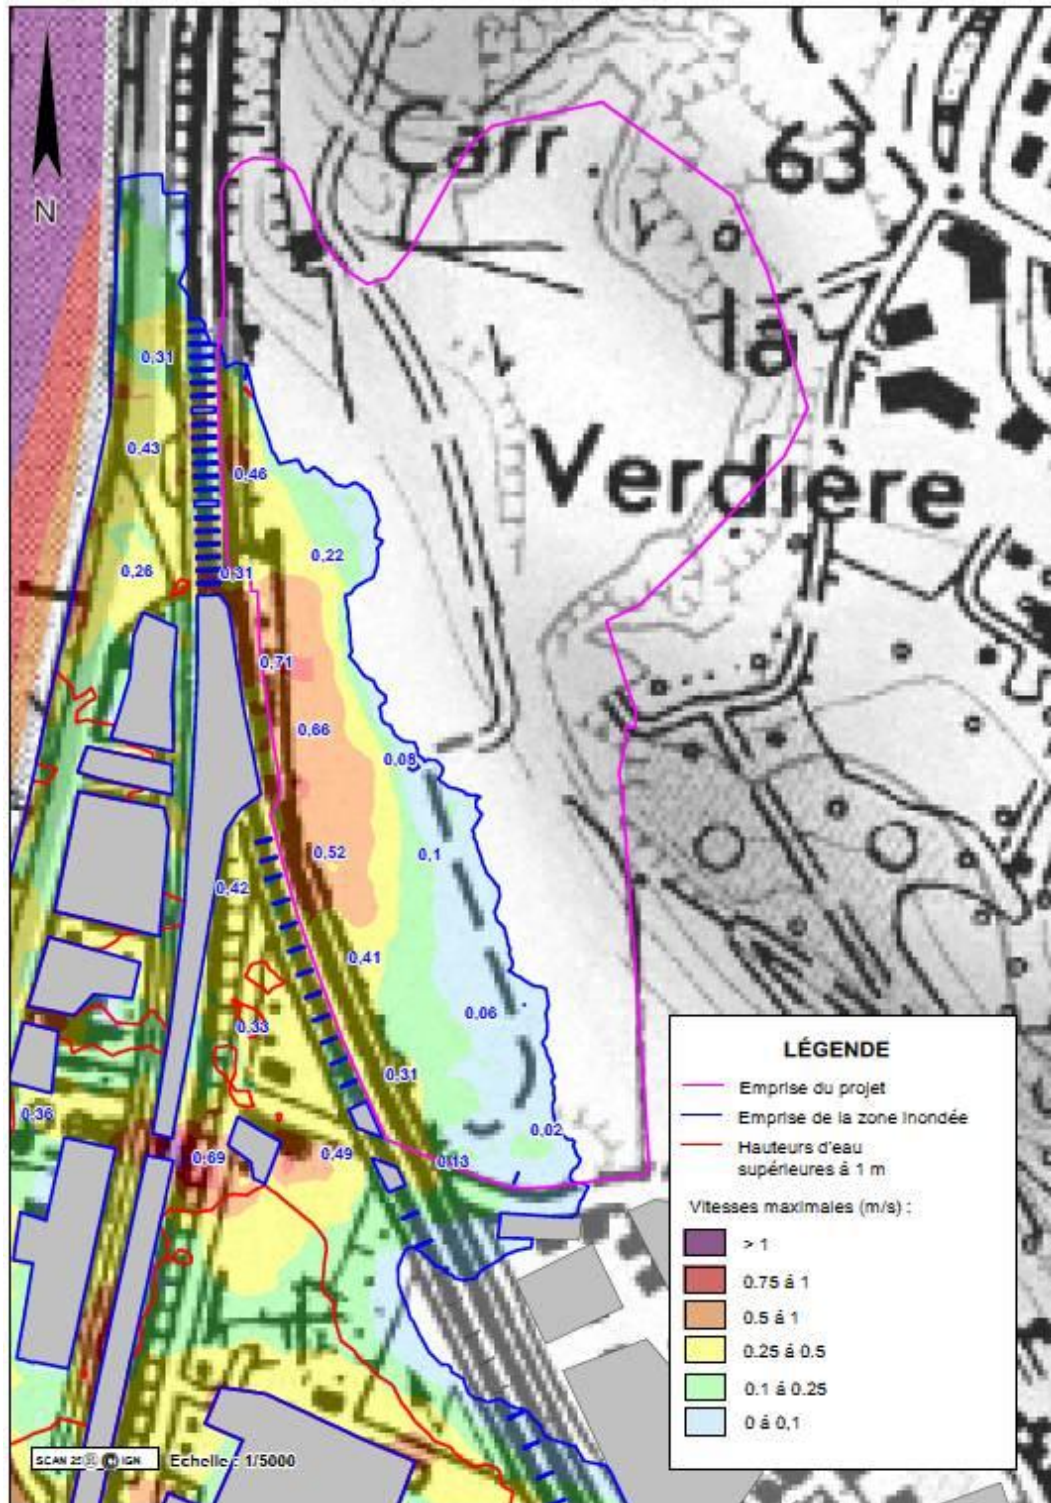 Carr.
63
N
la
Verdière
0,31
0,43
0,46
0,22
0,26
0,31
0,71
0,66
0,08
0,52
0,1
0,42
0,41
0,06
0,33
0,31
0,36
0,02
0,69
0,49
0,13
LÉGENDE
Emprise du projet
Emprise de la zone inondée
Hauteurs d'eau
supérieures à 1 m
Vitesses maximales (m/s) :
> 1
0.75 à 1
0.5 à 1
0.25 à 0.5
0.1 à 0.25
0 à 0,1
SCAN 25 IGN
Echelle : 1/5000